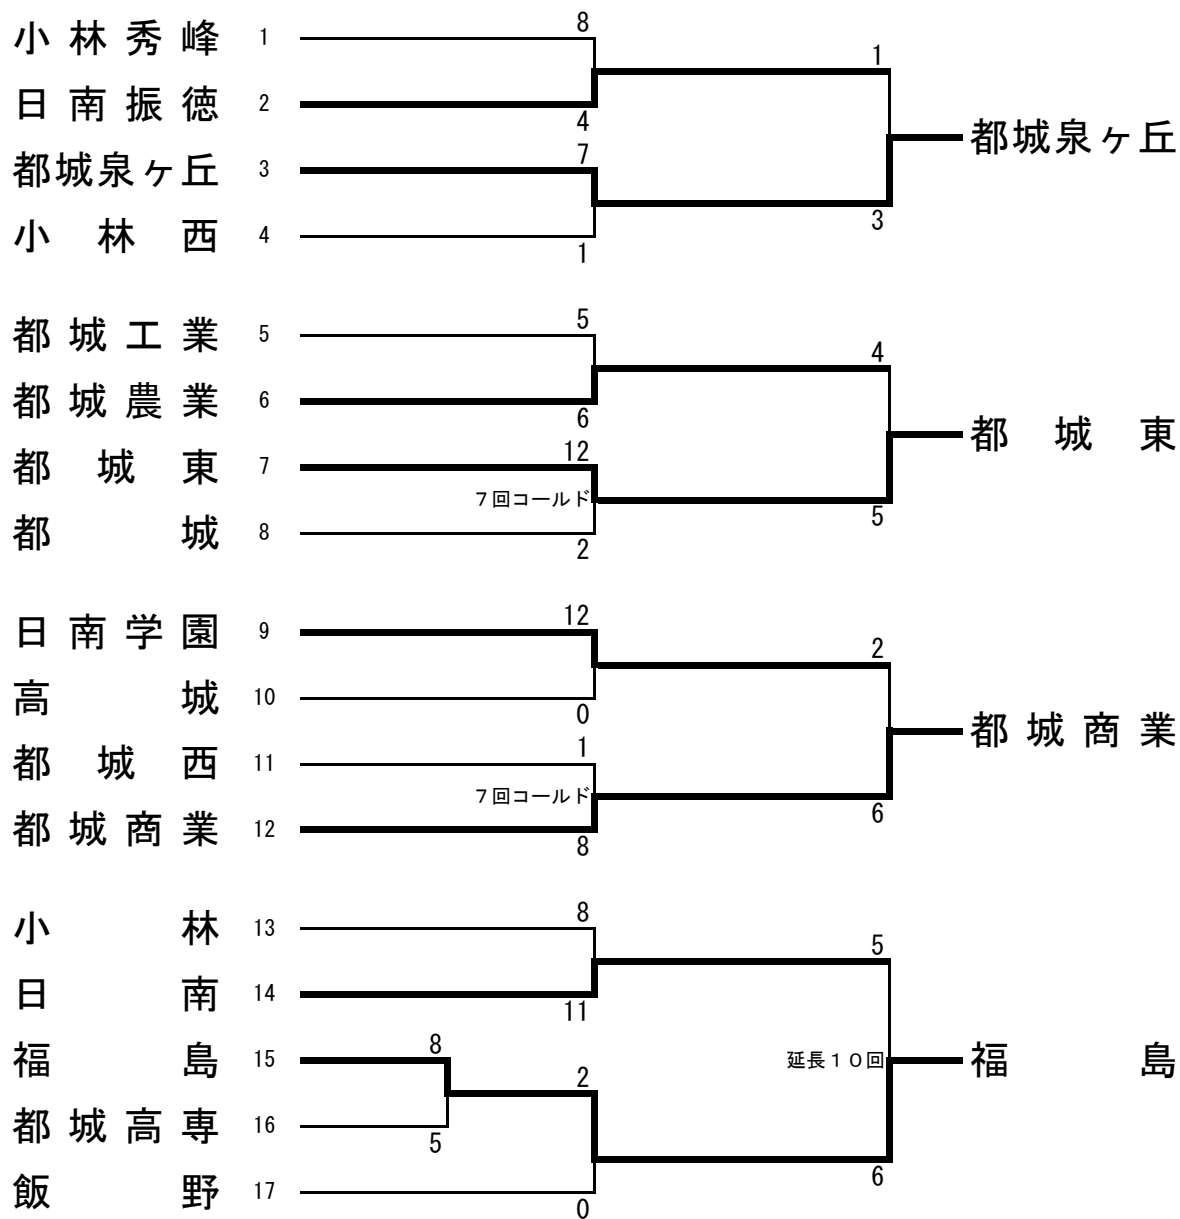 8
小林秀峰 1
1
日南振徳 2
4
都城泉ヶ丘
7
都城泉ヶ丘 3
3
小林西 4
1
5
都城工業 5
4
都城農業 6
6
都城東
12
都城東 7
7回コールド
5
都城 8
2
12
日南学園 9
2
高城 10
0
都城商業
1
都城西 11
7回コールド
6
都城商業 12
8
8
小林 13
5
日南 14
11
8
福島 15
延長10回
福島
2
都城高専 16
5
6
飯野 17
0